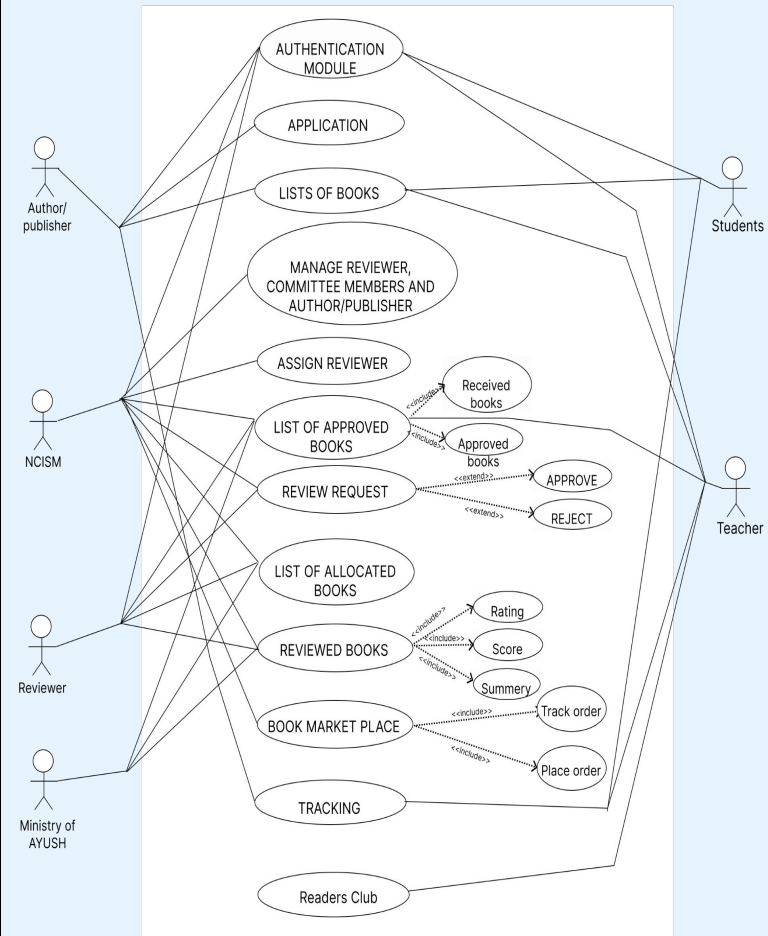 AUTHENTICATION
MODULE
APPLICATION
LISTS OF BOOKS
Author/
publisher
Students
MANAGE REVIEWER,
COMMITTEE MEMBERS AND
AUTHOR/PUBLISHER
ASSIGN REVIEWER
<<include>>
Received
books
LIST OF APPROVED
BOOKS
<<include>>
Approved
books
NCISM
REVIEW REQUEST
<<extend>>
APPROVE
<<extend>>
REJECT
Teacher
LIST OF ALLOCATED
BOOKS
<<include>>
Rating
REVIEWED BOOKS
<<include>>
Score
<<include>>
Summery
Reviewer
BOOK MARKET PLACE
<<include>>
Track order
<<include>>
Place order
TRACKING
Ministry of
AYUSH
Readers Club